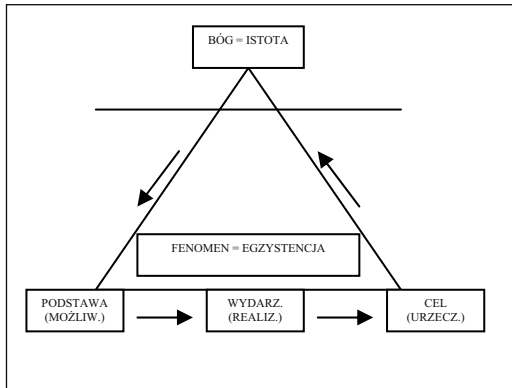 BÓG = ISTOTA
FENOMEN = EGZYSTENCJA
PODSTAWA
(MOŻLIW.)
WYDARZ.
(REALIZ.)
CEL
(URZECZ.)